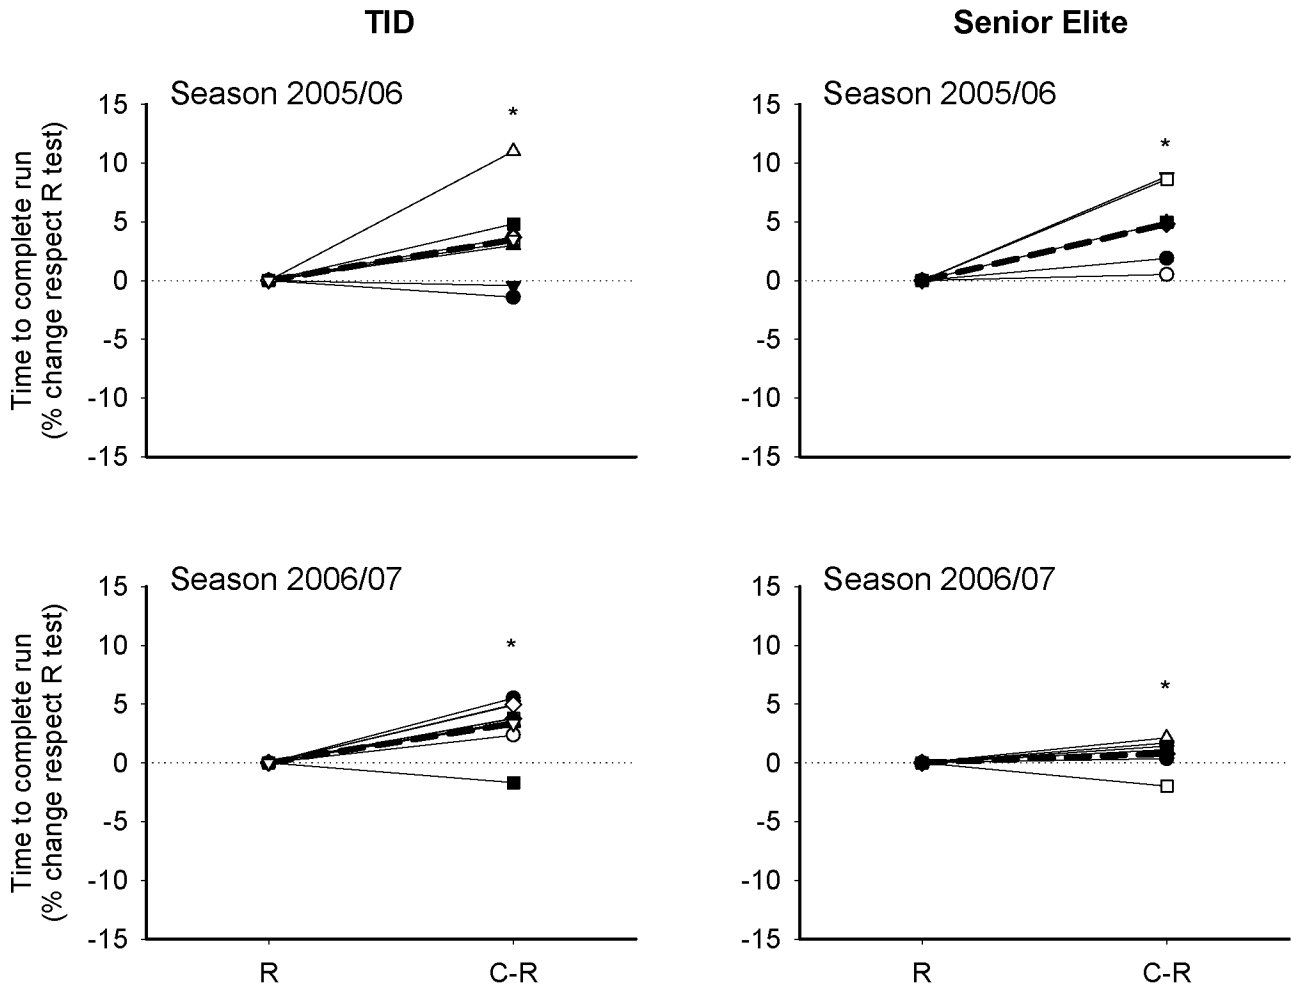 TID
Senior Elite
Season 2005/06
Time to complete run
(% change respect R test)
15
10
5
0
-5
-10
-15
*
Season 2005/06
15
10
5
0
-5
-10
-15
*
Season 2006/07
Time to complete run
(% change respect R test)
15
10
5
0
-5
-10
-15
*
R
C-R
Season 2006/07
15
10
5
0
-5
-10
-15
*
R
C-R